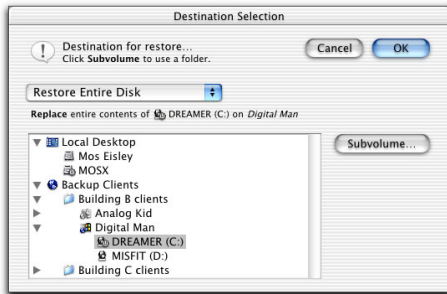 Destination Selection
Destination for restore...
Click Subvolume to use a folder.
Cancel
OK
Restore Entire Disk
Replace entire contents of DREAMER (C:) on Digital Man
Local Desktop
Mos Eisley
MOSX
Backup Clients
Building B clients
Analog Kid
Digital Man
DREAMER (C:)
MISFIT (D:)
Building C clients
Subvolume...